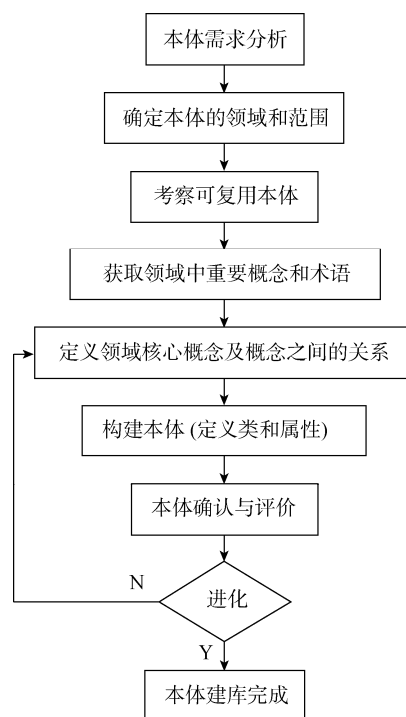 本体需求分析
确定本体的领域和范围
考察可复用本体
获取领域中重要概念和术语
定义领域核心概念及概念之间的关系
构建本体 (定义类和属性)
本体确认与评价
N
进化
Y
本体建库完成